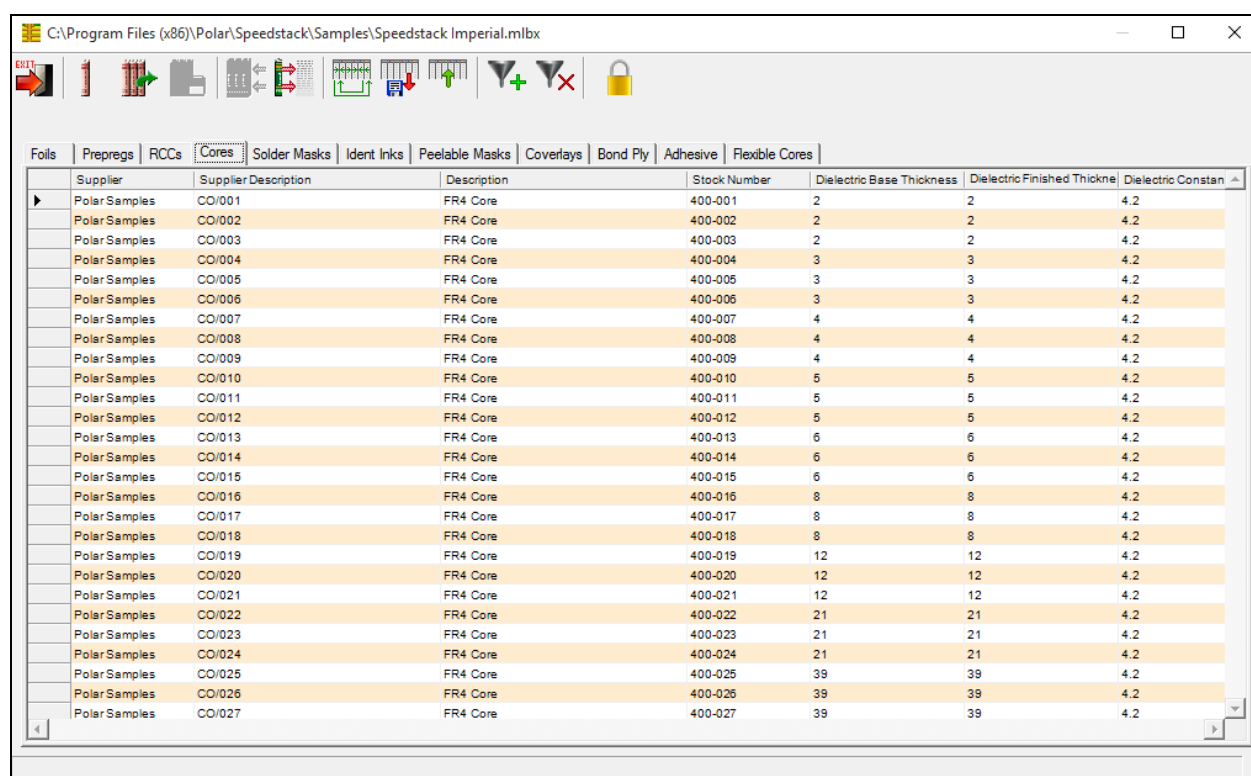 C:\Program Files (x86)\Polar\Speedstack\Samples\Speedstack Imperial.mlbx
EXIT
Foils Prepregs RCCs Cores Solder Masks Ident Inks Peelable Masks Coverlays Bond Ply Adhesive Flexible Cores
Supplier Supplier Description Description Stock Number Dielectric Base Thickness Dielectric Finished Thickne Dielectric Constan
Polar Samples CO/001 FR4 Core 400-001 2 2 4.2
Polar Samples CO/002 FR4 Core 400-002 2 2 4.2
Polar Samples CO/003 FR4 Core 400-003 2 2 4.2
Polar Samples CO/004 FR4 Core 400-004 3 3 4.2
Polar Samples CO/005 FR4 Core 400-005 3 3 4.2
Polar Samples CO/006 FR4 Core 400-006 3 3 4.2
Polar Samples CO/007 FR4 Core 400-007 4 4 4.2
Polar Samples CO/008 FR4 Core 400-008 4 4 4.2
Polar Samples CO/009 FR4 Core 400-009 4 4 4.2
Polar Samples CO/010 FR4 Core 400-010 5 5 4.2
Polar Samples CO/011 FR4 Core 400-011 5 5 4.2
Polar Samples CO/012 FR4 Core 400-012 5 5 4.2
Polar Samples CO/013 FR4 Core 400-013 6 6 4.2
Polar Samples CO/014 FR4 Core 400-014 6 6 4.2
Polar Samples CO/015 FR4 Core 400-015 6 6 4.2
Polar Samples CO/016 FR4 Core 400-016 8 8 4.2
Polar Samples CO/017 FR4 Core 400-017 8 8 4.2
Polar Samples CO/018 FR4 Core 400-018 8 8 4.2
Polar Samples CO/019 FR4 Core 400-019 12 12 4.2
Polar Samples CO/020 FR4 Core 400-020 12 12 4.2
Polar Samples CO/021 FR4 Core 400-021 12 12 4.2
Polar Samples CO/022 FR4 Core 400-022 21 21 4.2
Polar Samples CO/023 FR4 Core 400-023 21 21 4.2
Polar Samples CO/024 FR4 Core 400-024 21 21 4.2
Polar Samples CO/025 FR4 Core 400-025 39 39 4.2
Polar Samples CO/026 FR4 Core 400-026 39 39 4.2
Polar Samples CO/027 FR4 Core 400-027 39 39 4.2